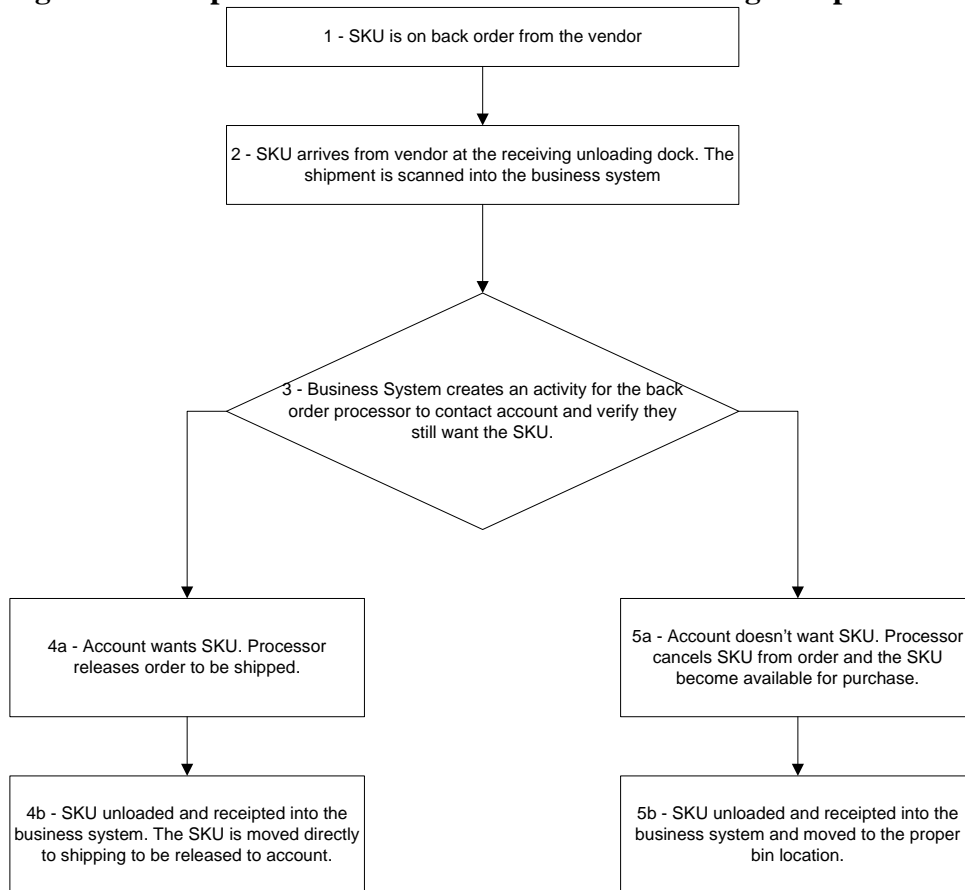 1 - SKU is on back order from the vendor
2 - SKU arrives from vendor at the receiving unloading dock. The
shipment is scanned into the business system
3 - Business System creates an activity for the back
order processor to contact account and verify they
still want the SKU.
4a - Account wants SKU. Processor
releases order to be shipped.
5a - Account doesn't want SKU. Processor
cancels SKU from order and the SKU
become available for purchase.
4b - SKU unloaded and receipted into the
business system. The SKU is moved directly
to shipping to be released to account.
5b - SKU unloaded and receipted into the
business system and moved to the proper
bin location.